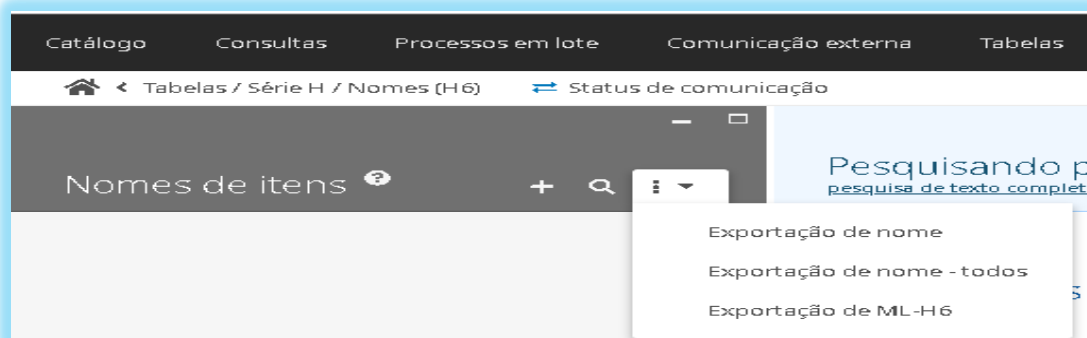 Catálogo Consultas Processos em lote Comunicação externa Tabelas
Tabelas / Série H / Nomes (H6) Status de comunicação
Nomes de itens
Pesquisando
pesquisa de texto
Exportação de nome
Exportação de nome - todos
Exportação de ML-H6